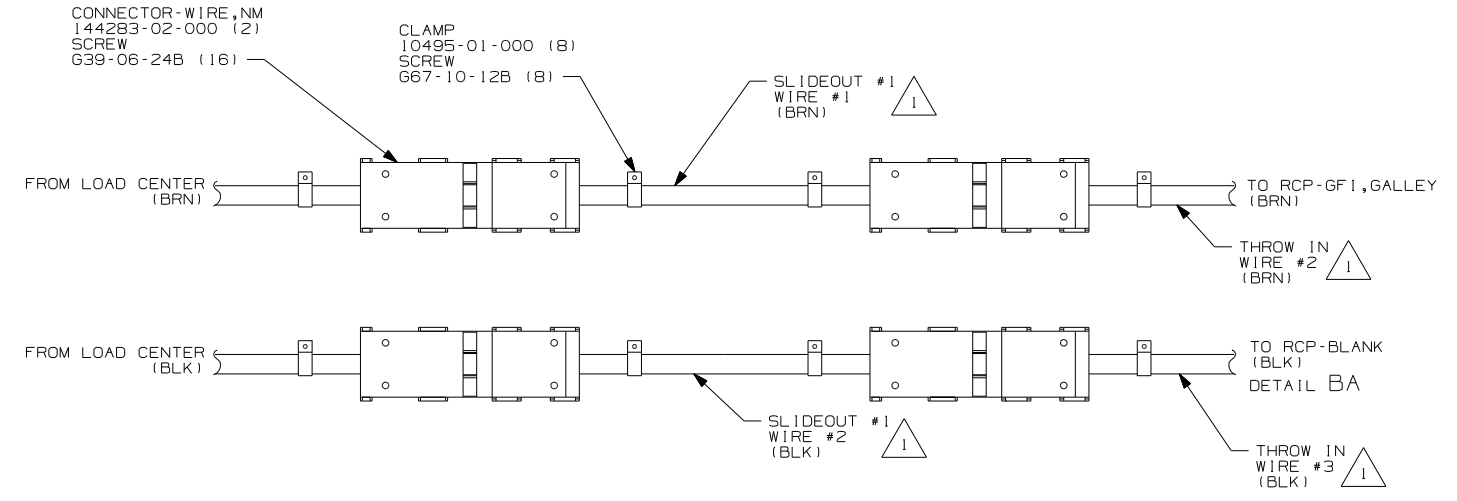 CONNECTOR-WIRE,NM
144283-02-000 (2)
SCREW
G39-06-24B (16)
CLAMP
10495-01-000 (8)
SCREW
G67-10-12B (8)
SLIDEOUT #1
WIRE #1
(BRN)
1
FROM LOAD CENTER
(BRN)
TO RCP-GFI,GALLEY
(BRN)
THROW IN
WIRE #2
(BRN)
1
FROM LOAD CENTER
(BLK)
TO RCP-BLANK
(BLK)
DETAIL BA
SLIDEOUT #1
WIRE #2
(BLK)
1
THROW IN
WIRE #3
(BLK)
1